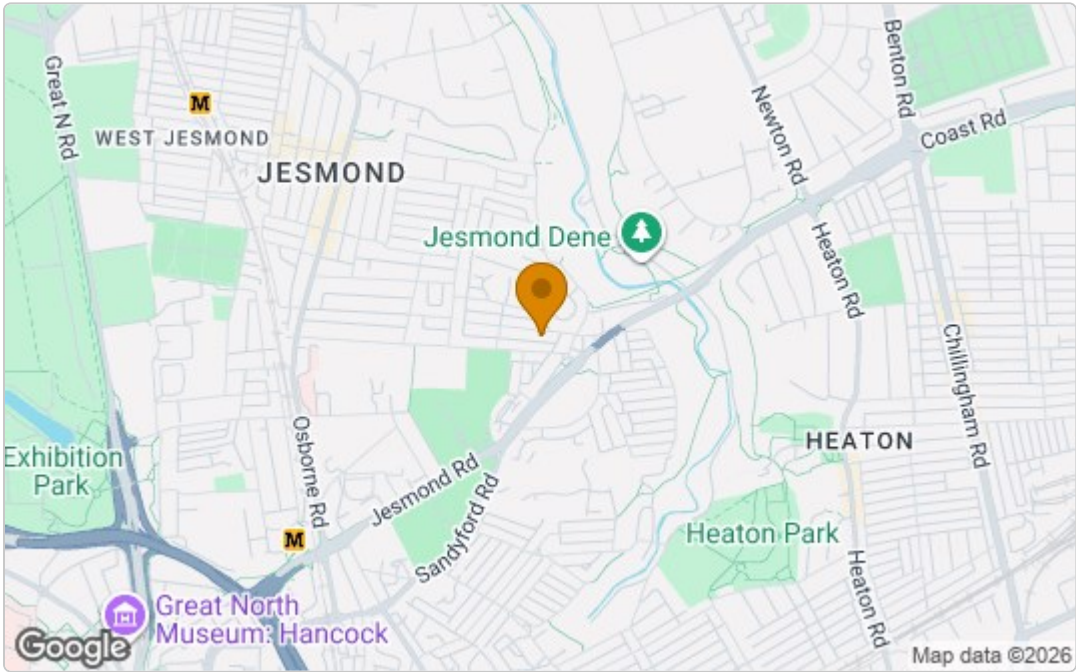 Great N Rd
M
WEST JESMOND
JESMOND
Benton Rd
Coast Rd
Newton Rd
Jesmond Dene
Heaton Rd
Chillingham Rd
Exhibition
Park
Osborne Rd
Jesmond Rd
Sandyford Rd
HEATON
Heaton Park
M
Heaton Rd
Great North
Museum: Hancock
Google
Map data ©2026